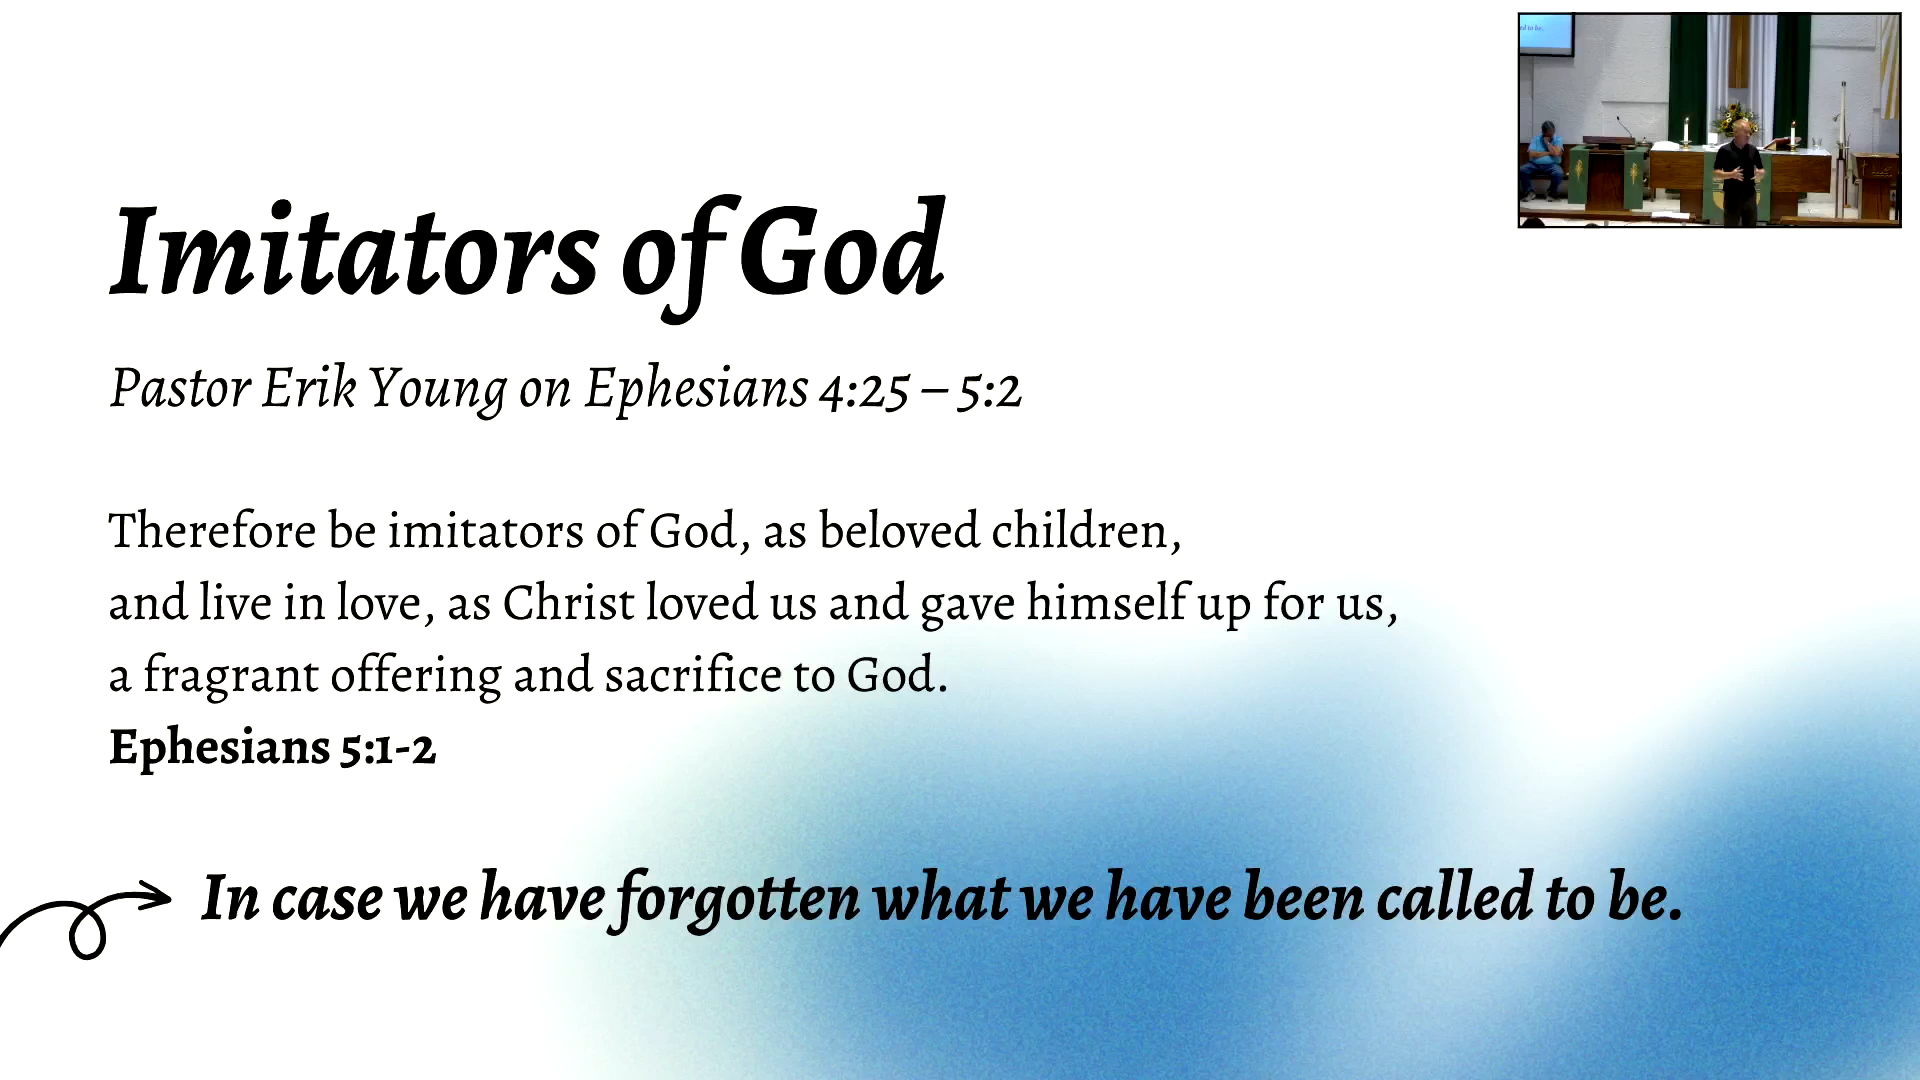 Imitators of God
Pastor Erik Young on Ephesians 4:25 – 5:2
Therefore be imitators of God, as beloved children,
and live in love, as Christ loved us and gave himself up for us,
a fragrant offering and sacrifice to God.
Ephesians 5:1-2
In case we have forgotten what we have been called to be.